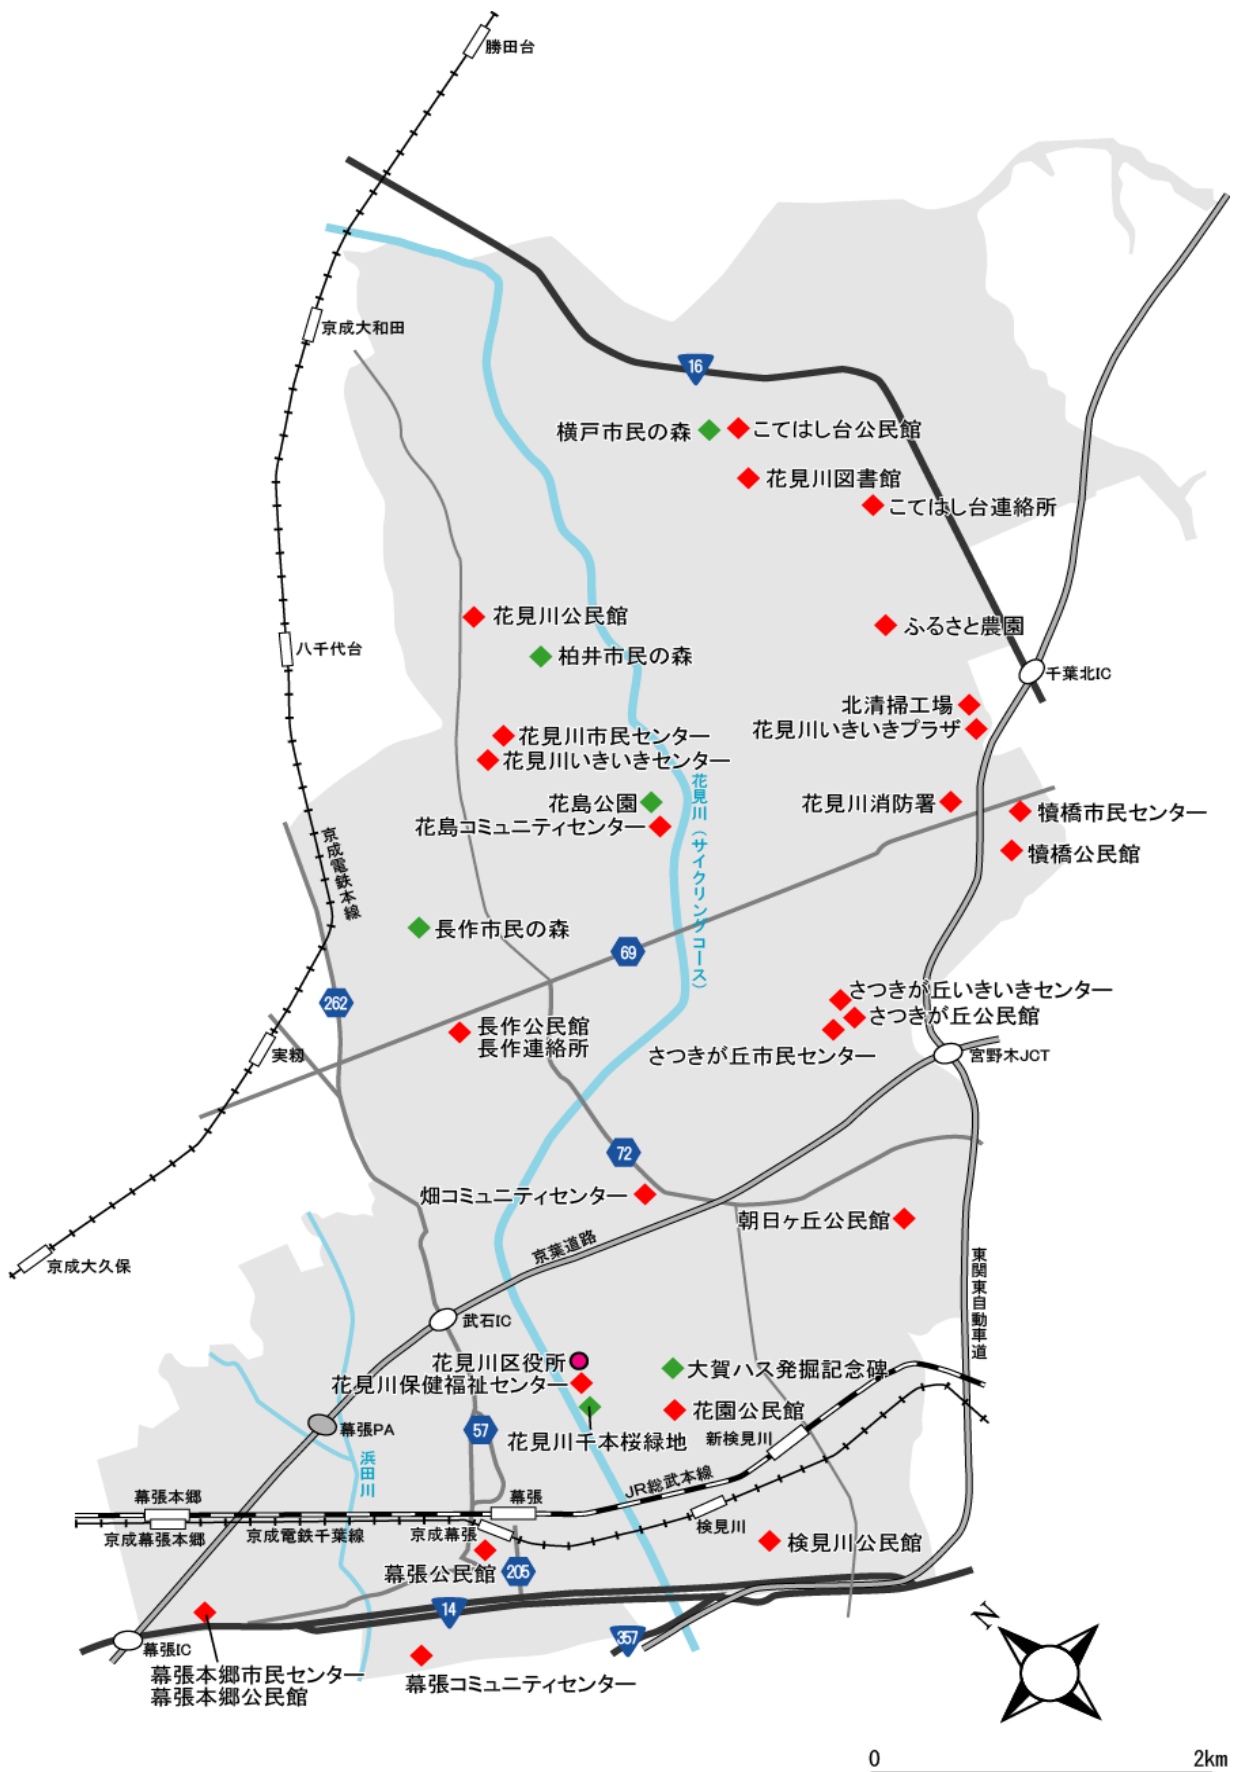 勝田台
京成大和田
16
横戸市民の森
こてはし台公民館
花見川図書館
こてはし台連絡所
花見川公民館
ふるさと農園
八千代台
柏井市民の森
千葉北IC
北清掃工場
花見川いきいきプラザ
花見川市民センター
花見川いきいきセンター
花見川(サイクリングコース)
花島公園
花見川消防署
犢橋市民センター
花島コミュニティセンター
京成電鉄本線
犢橋公民館
長作市民の森
69
262
さつきが丘いきいきセンター
さつきが丘公民館
長作公民館
長作連絡所
実籾
さつきが丘市民センター
宮野木JCT
72
畑コミュニティセンター
朝日ヶ丘公民館
京葉道路
京成大久保
東関東自動車道
武石IC
花見川区役所
大賀ハス発掘記念碑
花見川保健福祉センター
花園公民館
幕張PA
57
花見川千本桜緑地
新検見川
浜田川
JR総武本線
幕張本郷
幕張
京成幕張本郷
京成電鉄千葉線
京成幕張
検見川
検見川公民館
幕張公民館
205
14
N
357
幕張IC
幕張本郷市民センター
幕張本郷公民館
幕張コミュニティセンター
0
2km